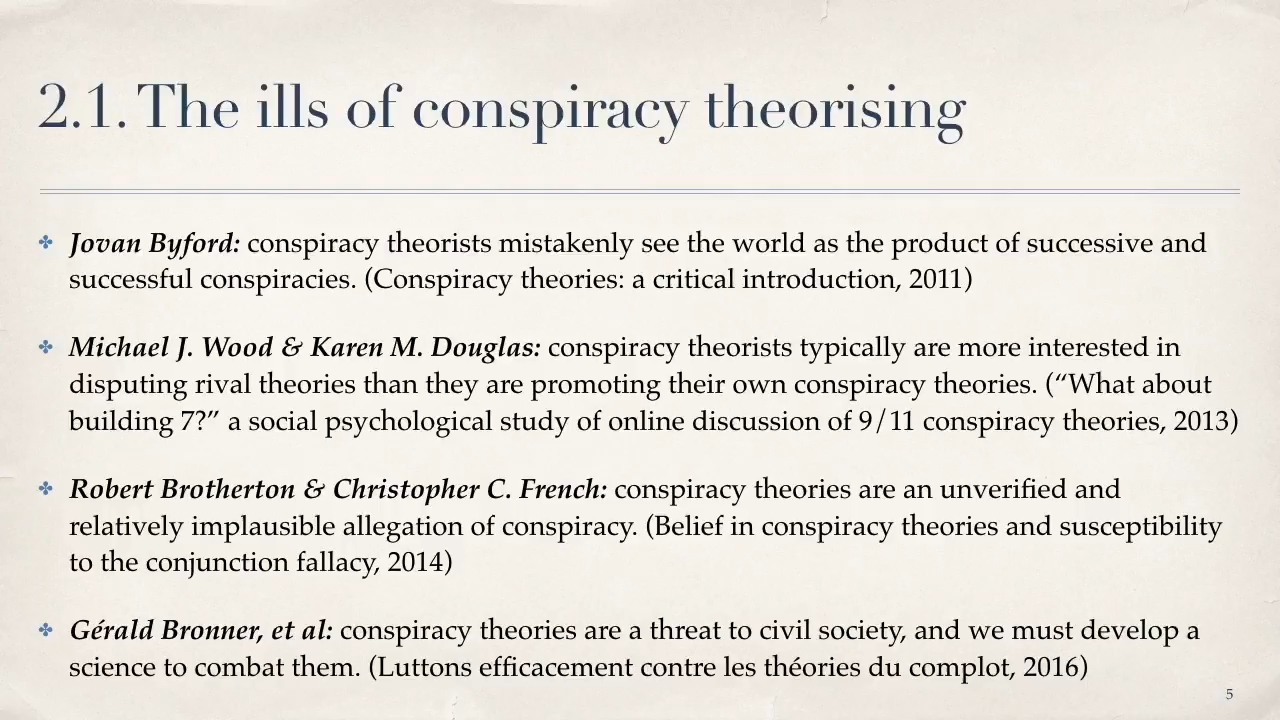 2.1. The ills of conspiracy theorising
Jovan Byford: conspiracy theorists mistakenly see the world as the product of successive and
successful conspiracies. (Conspiracy theories: a critical introduction, 2011)
Michael J. Wood & Karen M. Douglas: conspiracy theorists typically are more interested in
disputing rival theories than they are promoting their own conspiracy theories. (“What about
building 7?” a social psychological study of online discussion of 9/11 conspiracy theories, 2013)
Robert Brotherton & Christopher C. French: conspiracy theories are an unverified and
relatively implausible allegation of conspiracy. (Belief in conspiracy theories and susceptibility
to the conjunction fallacy, 2014)
Gérald Bronner, et al: conspiracy theories are a threat to civil society, and we must develop a
science to combat them. (Luttons efficacement contre les théories du complot, 2016)
5